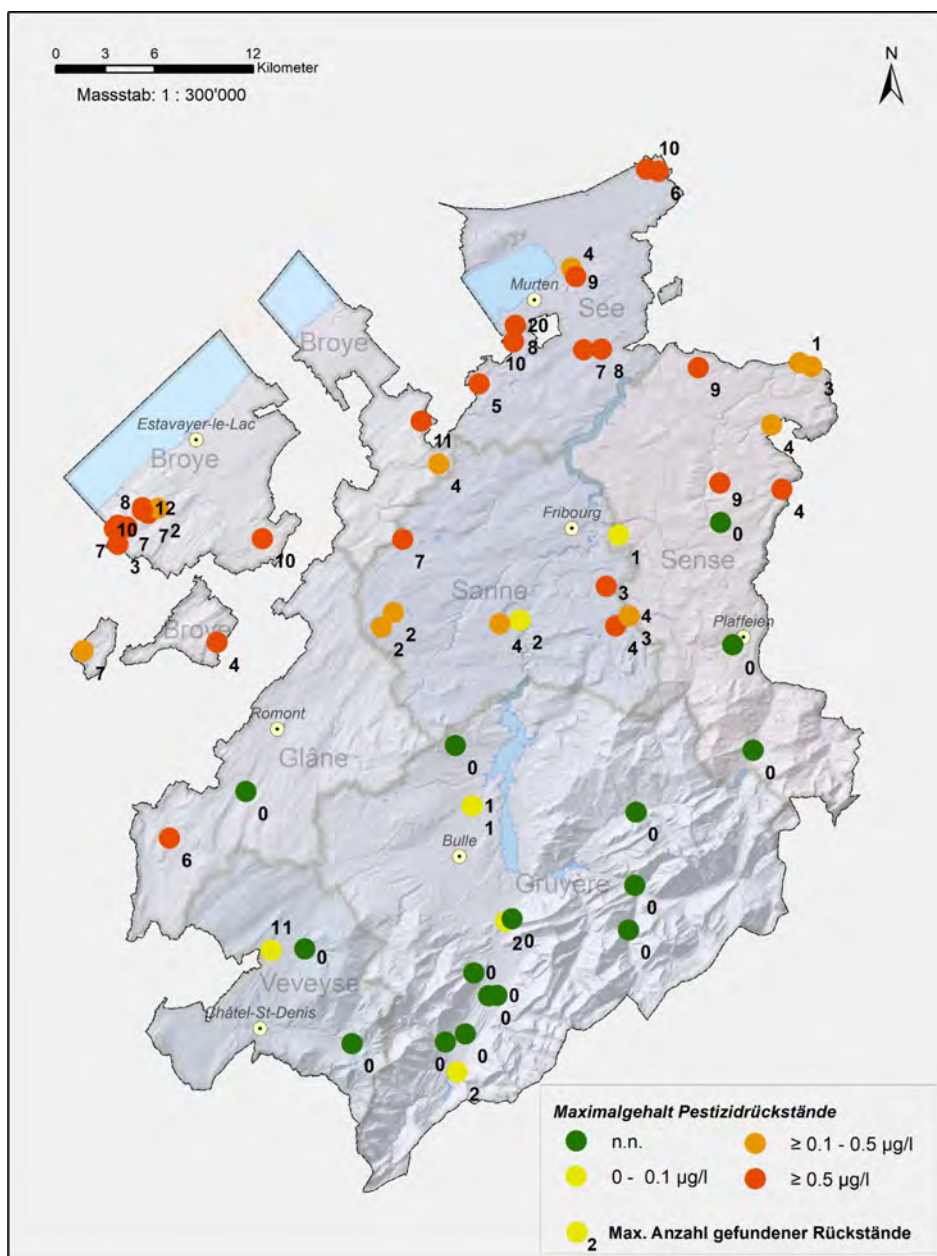 0 3 6 12
Kilometer
Massstab: 1 : 300'000
N
10
6
4
9
Murten
See
20
8
10
7 8
Broye
5
9
1
3
4
Estavayer-le-Lac
Broye
11
4
9
4
8
12
Fribourg
0
10
7 2
7
7
3
10
7
1
Sense
Sarine
3
4
Plaffeien
Broye
2
2
4 2
3
4
0
7
4
Romont
Glâne
0
0
0
1
1
0
6
Bulle
Gruyère
0
11
20
0
0
Veveyse
0
0
0
Châtel-St-Denis
0
0
0
2
Maximalgehalt Pestizidrückstände
n.n.
≥ 0.1 - 0.5 µg/l
0 - 0.1 µg/l
≥ 0.5 µg/l
2
Max. Anzahl gefundener Rückstände